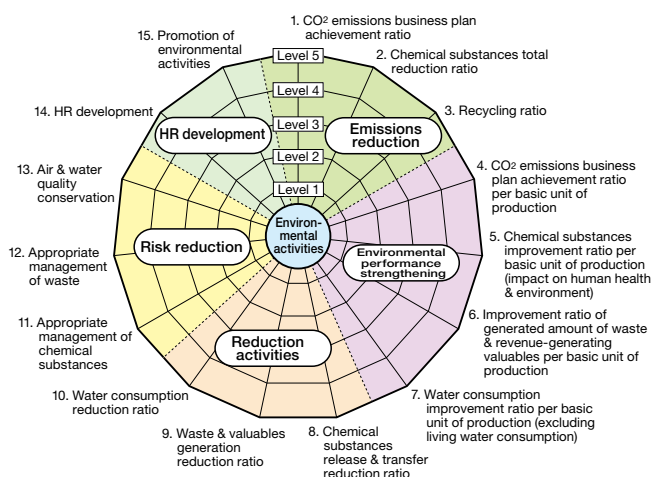 1. CO2 emissions business plan
achievement ratio
2. Chemical substances total
reduction ratio
3. Recycling ratio
4. CO2 emissions business
plan achievement ratio
per basic unit of
production
5. Chemical substances
improvement ratio per
basic unit of production
(impact on human health
& environment)
6. Improvement ratio of
generated amount of waste
& revenue-generating
valuables per basic unit of
production
7. Water consumption
improvement ratio per basic
unit of production (excluding
living water consumption)
8. Chemical
substances
release & transfer
reduction ratio
9. Waste & valuables
generation
reduction ratio
10. Water consumption
reduction ratio
11. Appropriate
management of
chemical
substances
12. Appropriate
management
of waste
13. Air & water
quality
conservation
14. HR development
15. Promotion of
environmental
activities
Level 5
Level 4
Level 3
Level 2
Level 1
Environ-
mental
activities
Emissions
reduction
Environmental
performance
strengthening
Reduction
activities
Risk reduction
HR development